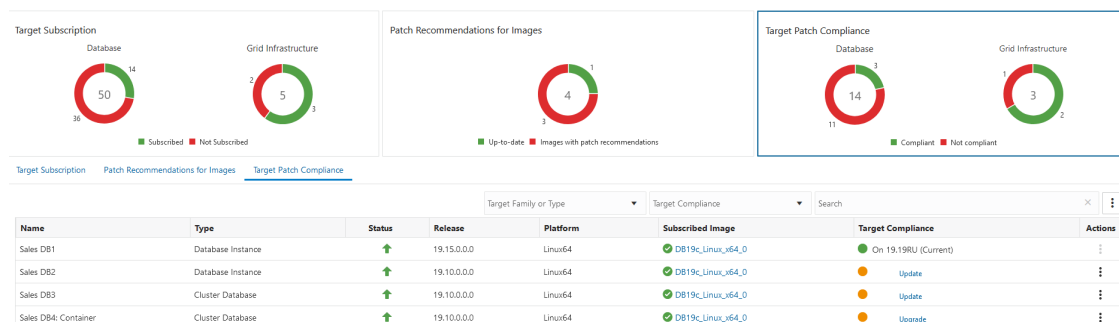 Target Subscription
Database
14
50
36
Grid Infrastructure
2
5
3
Subscribed Not Subscribed
Patch Recommendations for Images
1
4
3
Up-to-date Images with patch recommendations
Target Patch Compliance
Database
3
14
11
Grid Infrastructure
1
3
2
Compliant Not compliant
Target Subscription Patch Recommendations for Images Target Patch Compliance
Target Family or Type Target Compliance Search
Name Type Status Release Platform Subscribed Image Target Compliance Actions
Sales DB1 Database Instance 19.15.0.0.0 Linux64 DB19c_Linux_x64_0 On 19.19RU (Current)
Sales DB2 Database Instance 19.10.0.0.0 Linux64 DB19c_Linux_x64_0 Update
Sales DB3 Cluster Database 19.10.0.0.0 Linux64 DB19c_Linux_x64_0 Update
Sales DB4: Container Cluster Database 19.10.0.0.0 Linux64 DB19c_Linux_x64_0 Upgrade